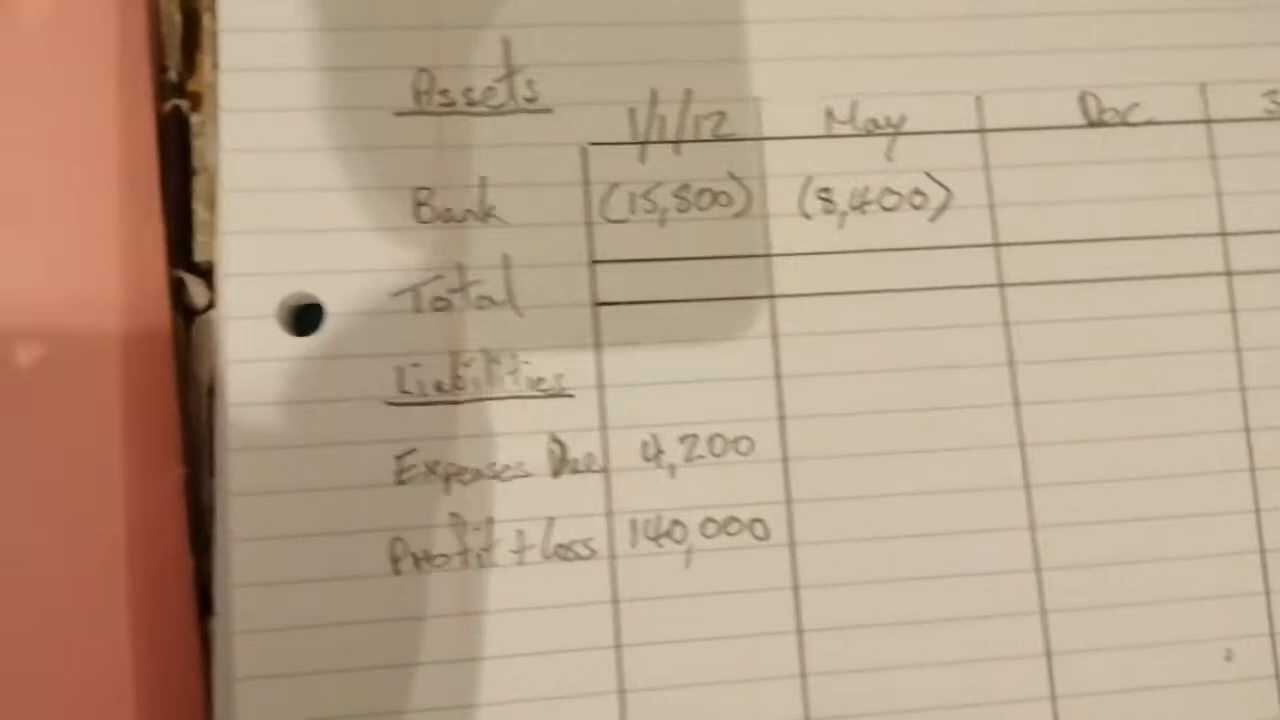 Assets
1/1/12 May Dec
Bank (15,800) (8,400)
Total
Liabilities
Expenses Due 4,200
Profit + loss 140,000